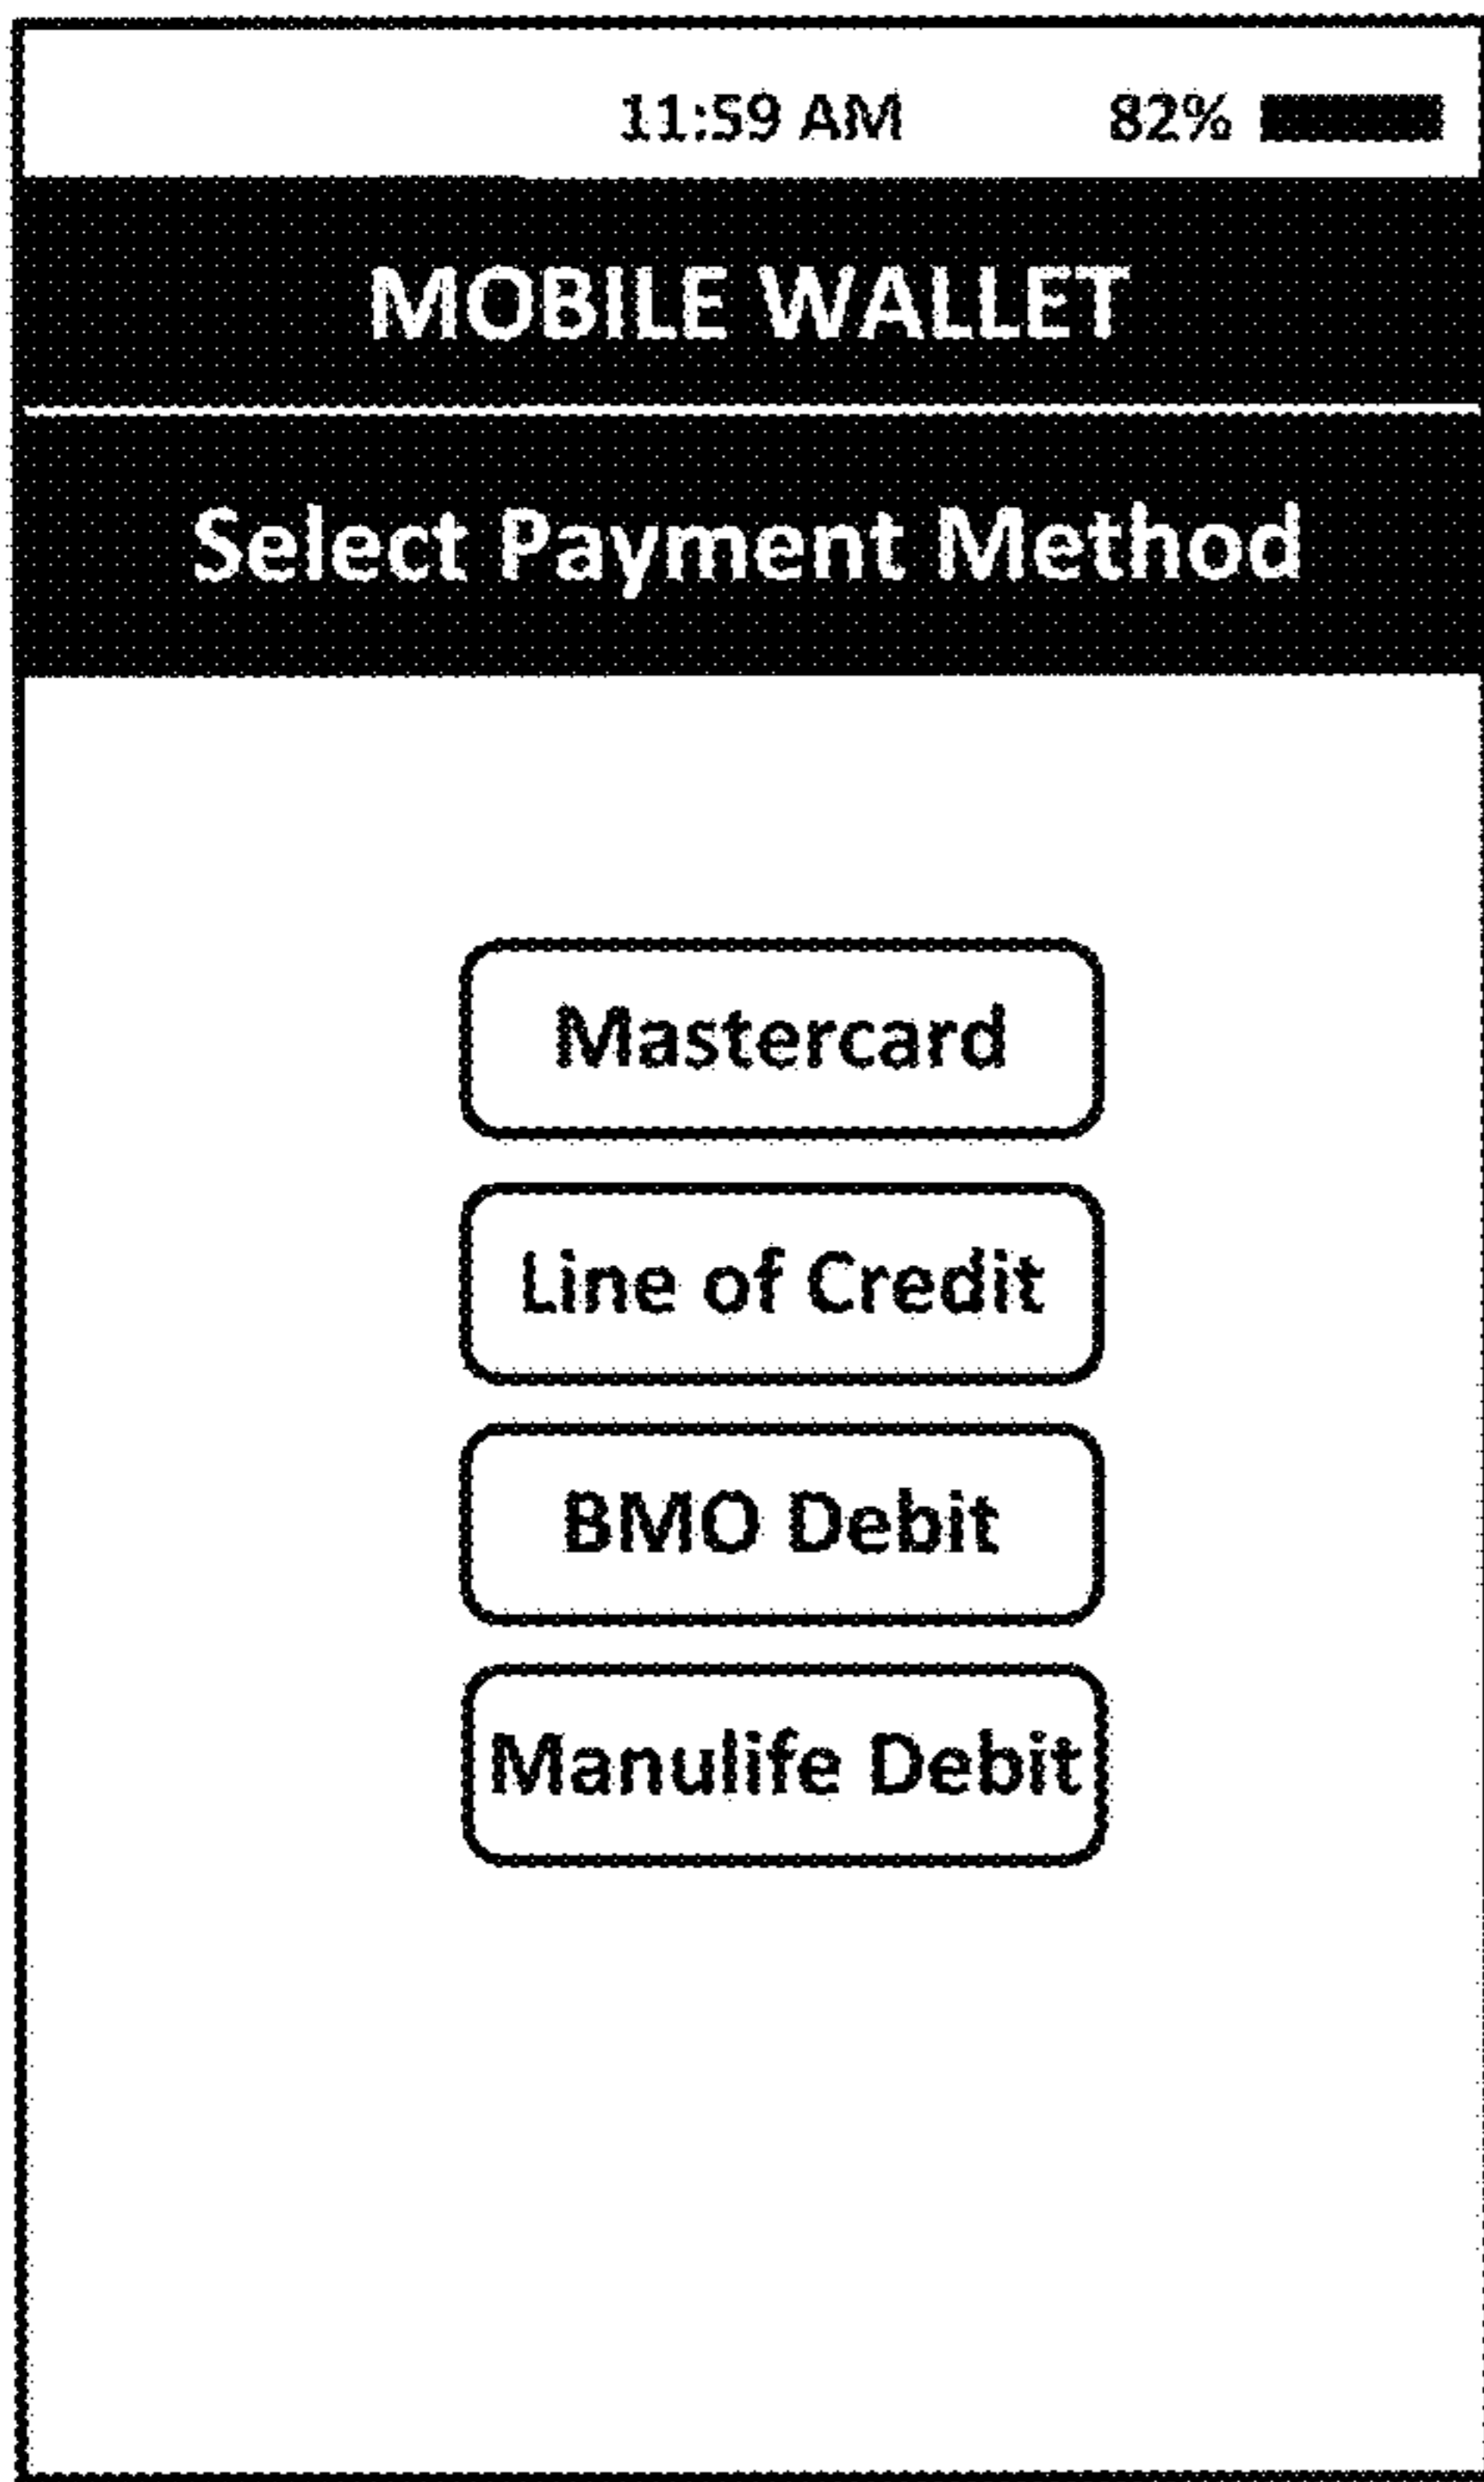 11:59 AM 82%
MOBILE WALLET
Select Payment Method
Mastercard
Line of Credit
BMO Debit
Manulife Debit